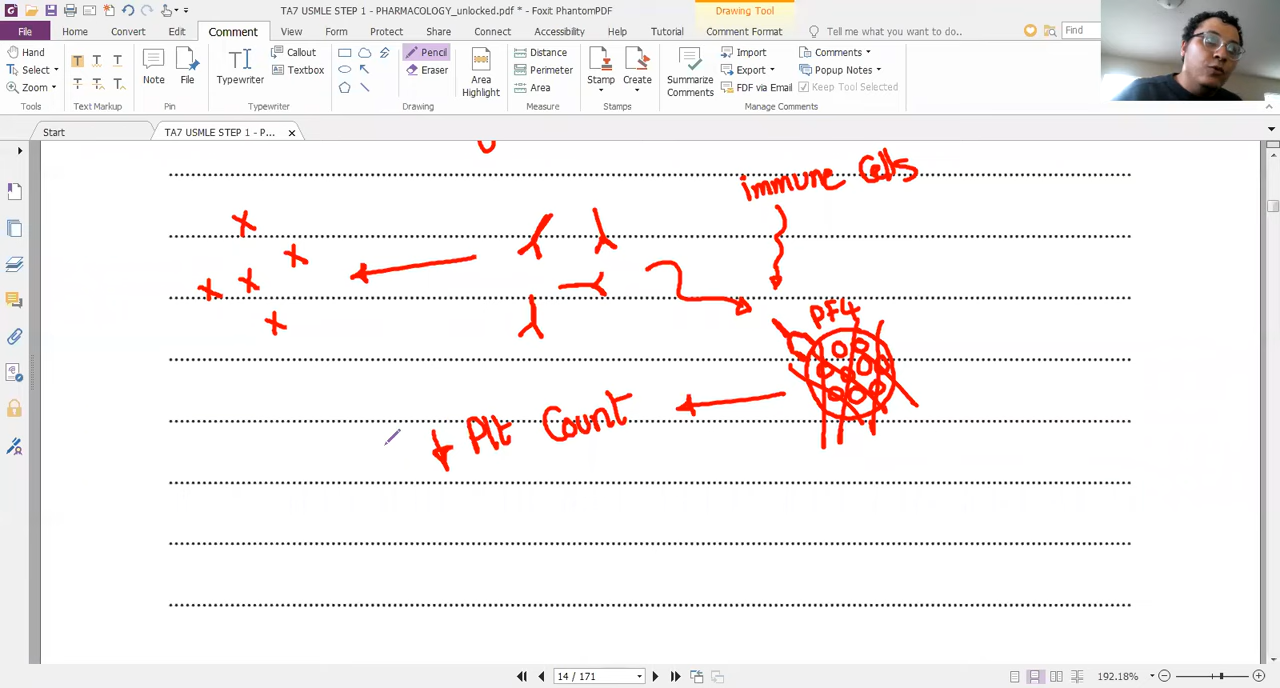 TA7 USMLE STEP 1 - PHARMACOLOGY_unlocked.pdf * - Foxit PhantomPDF
Drawing Tool
File Home Convert Edit Comment View Form Protect Share Connect Accessibility Help Tutorial Comment Format Tell me what you want to do.. Find
Hand
Select
Zoom
Tools
T T T
T T T
Text Markup
Note
File
Pin
Typewriter
Callout
Textbox
Typewriter
Pencil
Eraser
Drawing
Area Highlight
Distance
Perimeter
Area
Measure
Stamp
Create
Stamps
Summarize Comments
Import
Export
FDF via Email
Comments
Popup Notes
Keep Tool Selected
Manage Comments
Start
TA7 USMLE STEP 1 - P...
immune Cells
PF4
Plt Count
14 / 171
192.18%